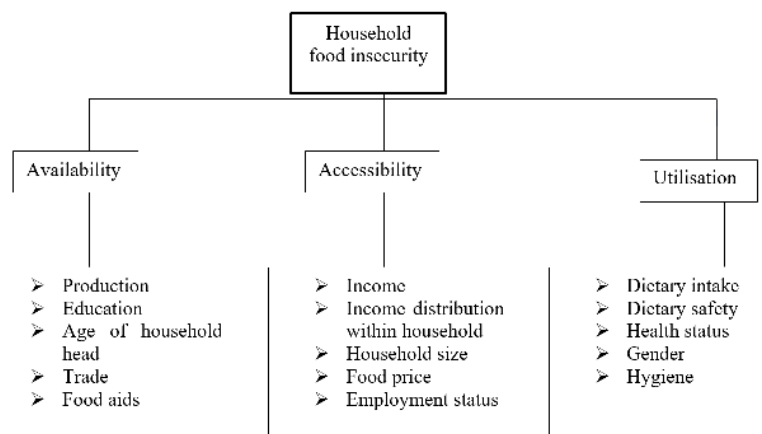 Household
food insecurity
Availability
Accessibility
Utilisation
➢ Production
➢ Education
➢ Age of household
head
➢ Trade
➢ Food aids
➢ Income
➢ Income distribution
within household
➢ Household size
➢ Food price
➢ Employment status
➢ Dietary intake
➢ Dietary safety
➢ Health status
➢ Gender
➢ Hygiene